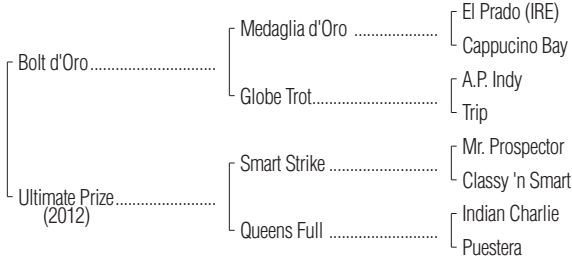 El Prado (IRE)
Medaglia d'Oro ..................
Cappucino Bay
Bolt d'Oro...........................
A.P. Indy
Globe Trot...........................
Trip
Mr. Prospector
Smart Strike .......................
Classy 'n Smart
Ultimate Prize.....................
(2012)
Indian Charlie
Queens Full .......................
Puestera